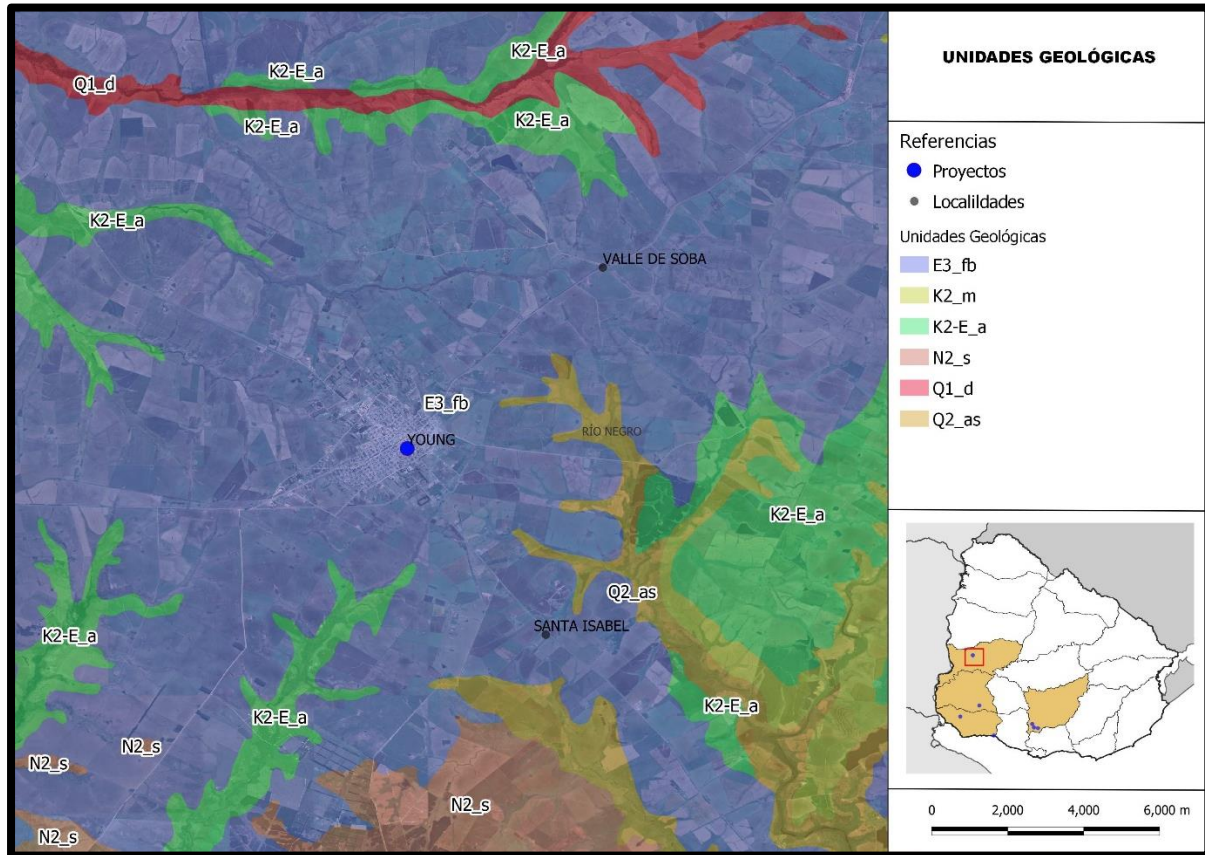 UNIDADES GEOLÓGICAS
Referencias
Proyectos
Localildades
Unidades Geológicas
E3_fb
K2_m
K2-E_a
N2_s
Q1_d
Q2_as
0 2,000 4,000 6,000 m
K2-E_a
K2-E_a
Q1_d
K2-E_a
K2-E_a
K2-E_a
VALLE DE SOBA
E3_fb
RÍO NEGRO
YOUNG
K2-E_a
Q2_as
SANTA ISABEL
K2-E_a
K2-E_a
K2-E_a
N2_s
N2_s
N2_s
N2_s